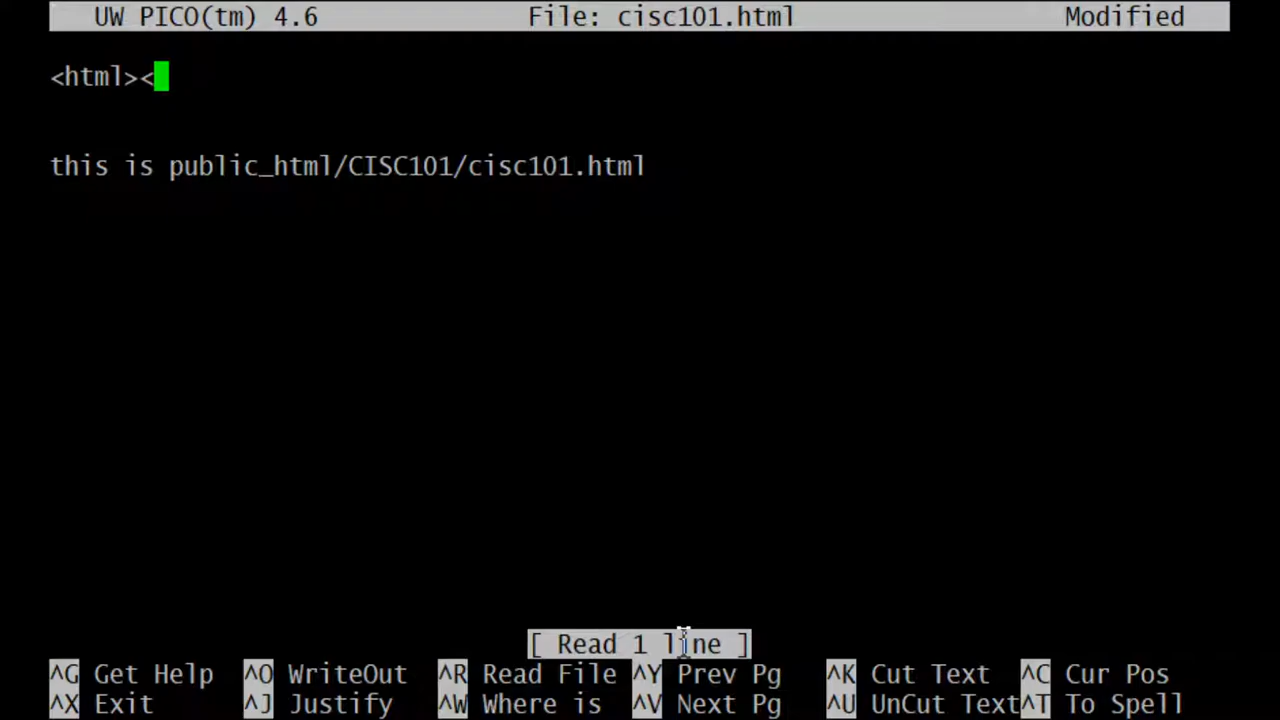 UW PICO(tm) 4.6 File: cisc101.html Modified
<html><
this is public_html/CISC101/cisc101.html
[ Read 1 line ]
^G Get Help ^O WriteOut ^R Read File ^Y Prev Pg ^K Cut Text ^C Cur Pos
^X Exit ^J Justify ^W Where is ^V Next Pg ^U UnCut Text ^T To Spell